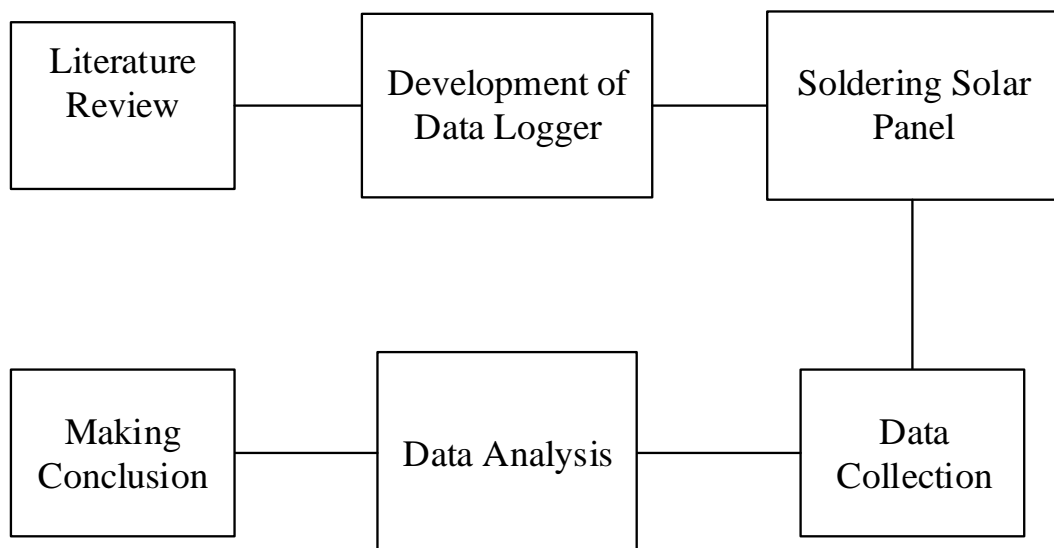 Literature
Review
Development of
Data Logger
Soldering Solar
Panel
Making
Conclusion
Data Analysis
Data
Collection